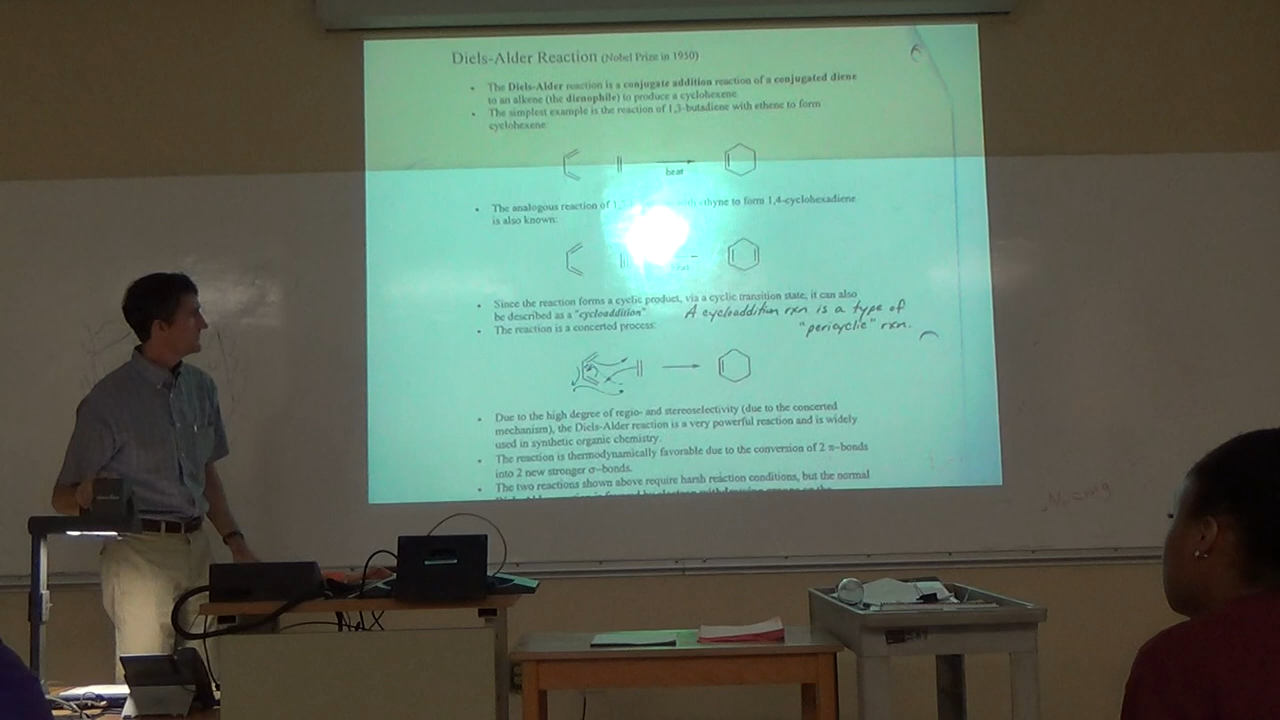 Diels-Alder Reaction (Nobel Prize in 1950)
• The Diels-Alder reaction is a conjugate addition reaction of a conjugated diene
to an alkene (the dienophile) to produce a cyclohexene.
• The simplest example is the reaction of 1,3-butadiene with ethene to form
cyclohexene:
heat
• The analogous reaction of with ethyne to form 1,4-cyclohexadiene
is also known:
• Since the reaction forms a cyclic product, via a cyclic transition state, it can also
be described as a "cycloaddition"
A cycloaddition rxn is a type of
"pericyclic" rxn.
• The reaction is a concerted process:
• Due to the high degree of regio- and stereoselectivity (due to the concerted
mechanism), the Diels-Alder reaction is a very powerful reaction and is widely
used in synthetic organic chemistry.
• The reaction is thermodynamically favorable due to the conversion of 2 π-bonds
into 2 new stronger σ-bonds.
• The two reactions shown above require harsh reaction conditions, but the normal